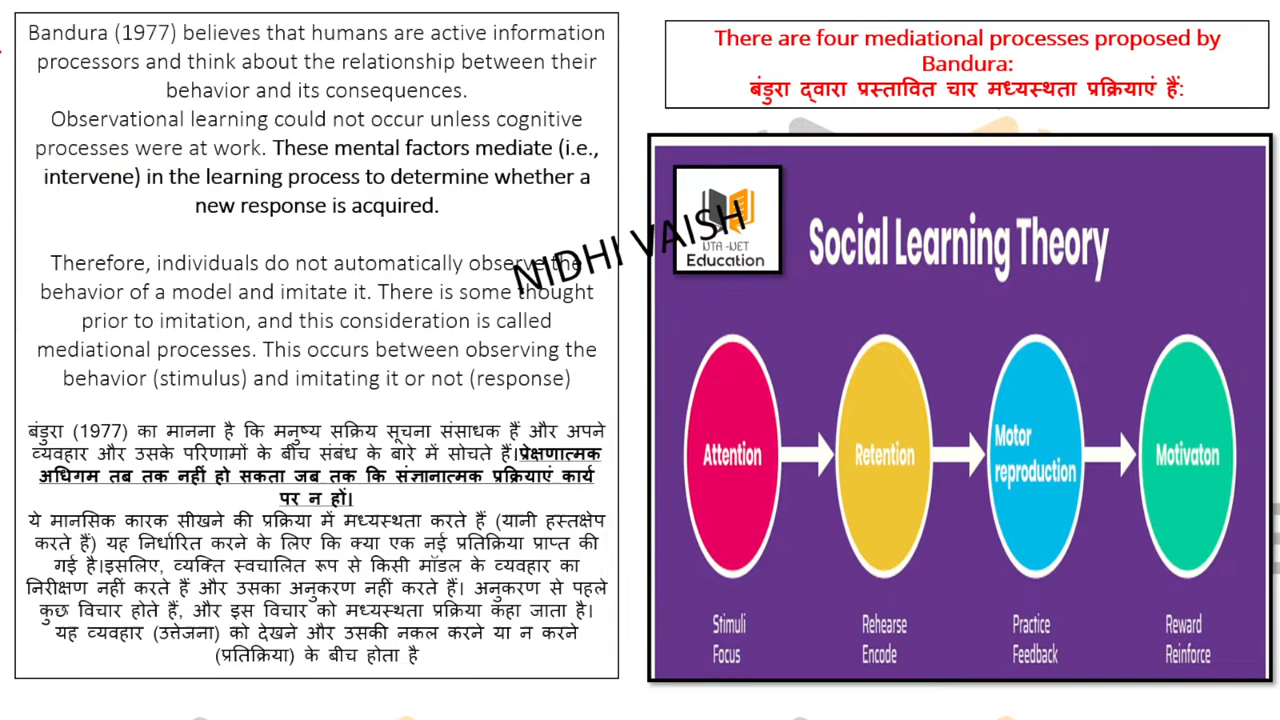 Bandura (1977) believes that humans are active information
processors and think about the relationship between their
behavior and its consequences.
Observational learning could not occur unless cognitive
processes were at work. These mental factors mediate (i.e.,
intervene) in the learning process to determine whether a
new response is acquired.
Therefore, individuals do not automatically observe the
behavior of a model and imitate it. There is some thought
prior to imitation, and this consideration is called
mediational processes. This occurs between observing the
behavior (stimulus) and imitating it or not (response)
बंडुरा (1977) का मानना है कि मनुष्य सक्रिय सूचना संसाधक हैं और अपने
व्यवहार और उसके परिणामों के बीच संबंध के बारे में सोचते हैं।प्रेक्षणात्मक
अधिगम तब तक नहीं हो सकता जब तक कि संज्ञानात्मक प्रक्रियाएं कार्य
पर न हों।
ये मानसिक कारक सीखने की प्रक्रिया में मध्यस्थता करते हैं (यानी हस्तक्षेप
करते हैं) यह निर्धारित करने के लिए कि क्या एक नई प्रतिक्रिया प्राप्त की
गई है।इसलिए, व्यक्ति स्वचालित रूप से किसी मॉडल के व्यवहार का
निरीक्षण नहीं करते हैं और उसका अनुकरण नहीं करते हैं। अनुकरण से पहले
कुछ विचार होते हैं, और इस विचार को मध्यस्थता प्रक्रिया कहा जाता है।
यह व्यवहार (उत्तेजना) को देखने और उसकी नकल करने या न करने
(प्रतिक्रिया) के बीच होता है
There are four mediational processes proposed by
Bandura:
बंडुरा द्वारा प्रस्तावित चार मध्यस्थता प्रक्रियाएं हैं:
NIDHI VAISH
Education
Social Learning Theory
Attention
Retention
Motor
reproduction
Motivaton
Stimuli
Focus
Rehearse
Encode
Practice
Feedback
Reward
Reinforce